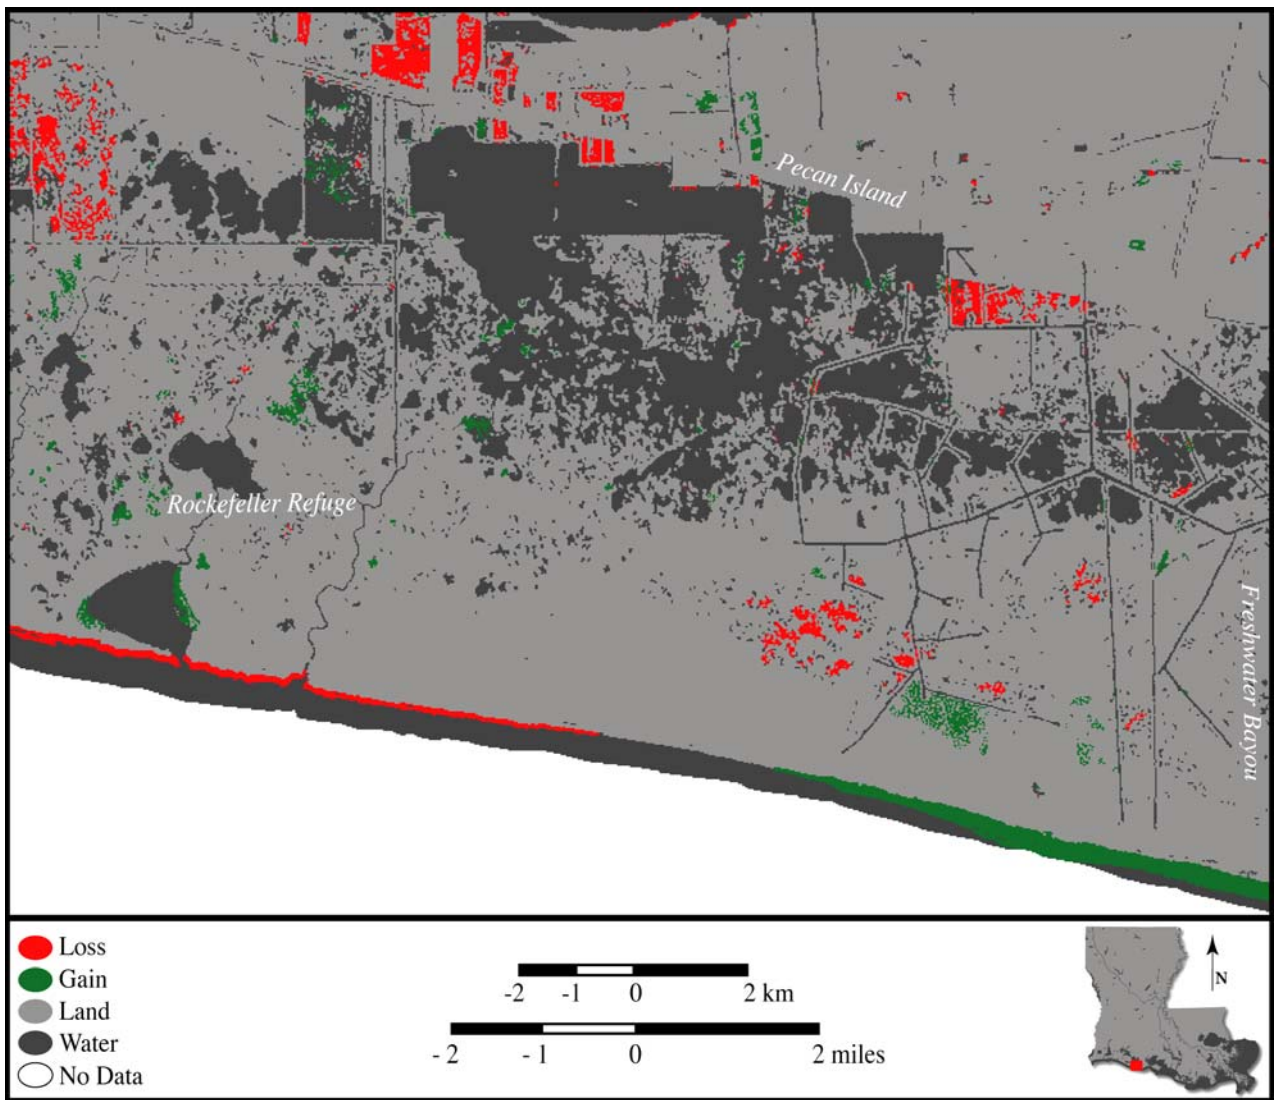 Pecan Island
Rockefeller Refuge
Freshwater Bayou
Loss
Gain
Land
Water
No Data
-2 -1 0 2 km
- 2 - 1 0 2 miles
N